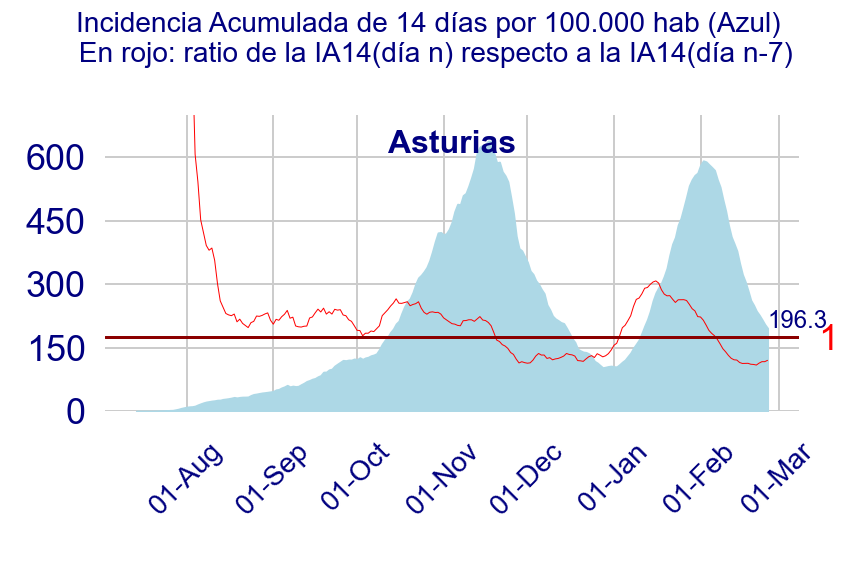 Incidencia Acumulada de 14 días por 100.000 hab (Azul)
En rojo: ratio de la IA14(día n) respecto a la IA14(día n-7)
Asturias
600
450
300
196.3
1
150
0
01-Aug
01-Sep
01-Oct
01-Nov
01-Dec
01-Jan
01-Feb
01-Mar